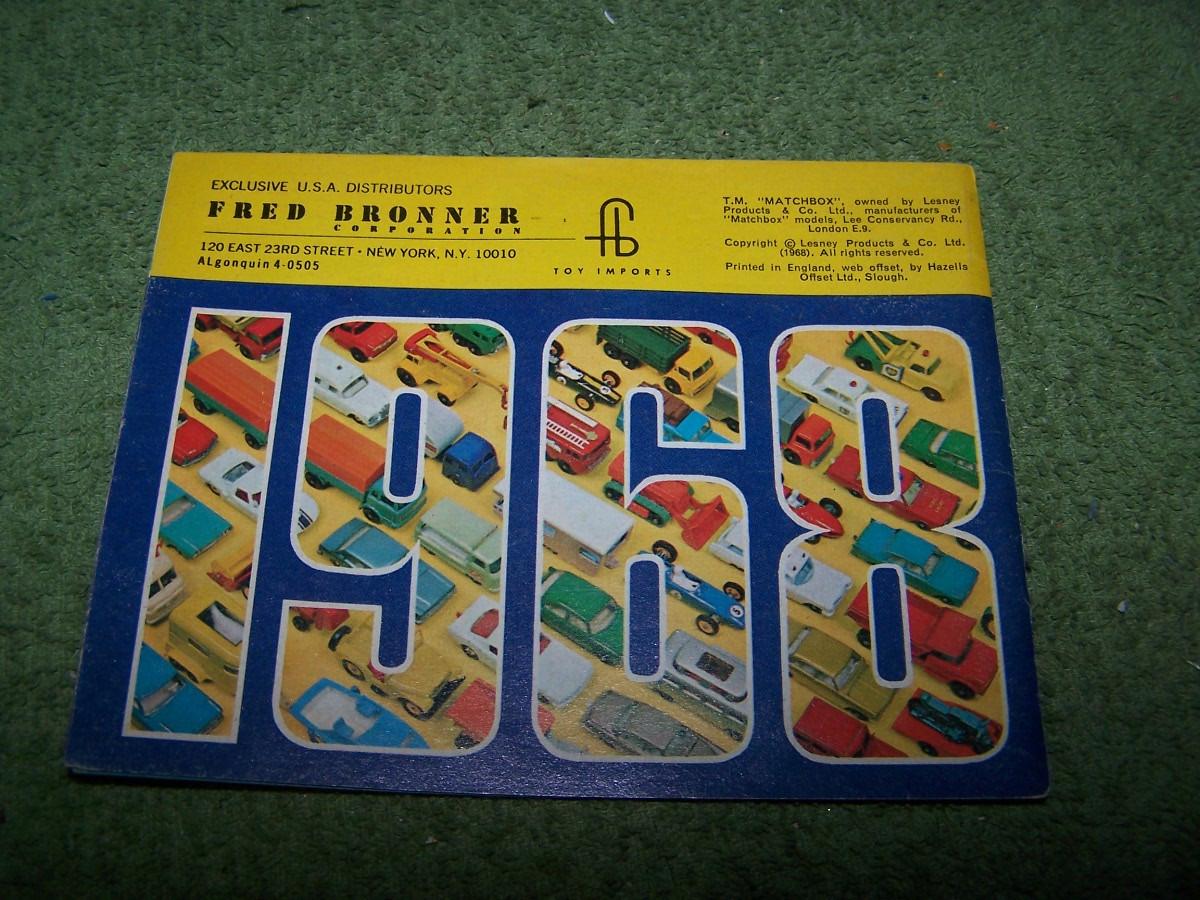 EXCLUSIVE U.S.A. DISTRIBUTORS
FRED BRONNER
CORPORATION
120 EAST 23RD STREET • NEW YORK, N.Y. 10010
ALgonquin 4-0505
TOY IMPORTS
T.M. "MATCHBOX", owned by Lesney
Products & Co. Ltd., manufacturers of
"Matchbox" models, Lee Conservancy Rd.,
London E.9.
Copyright © Lesney Products & Co. Ltd.
(1968). All rights reserved.
Printed in England, web offset, by Hazells
Offset Ltd., Slough.
1968